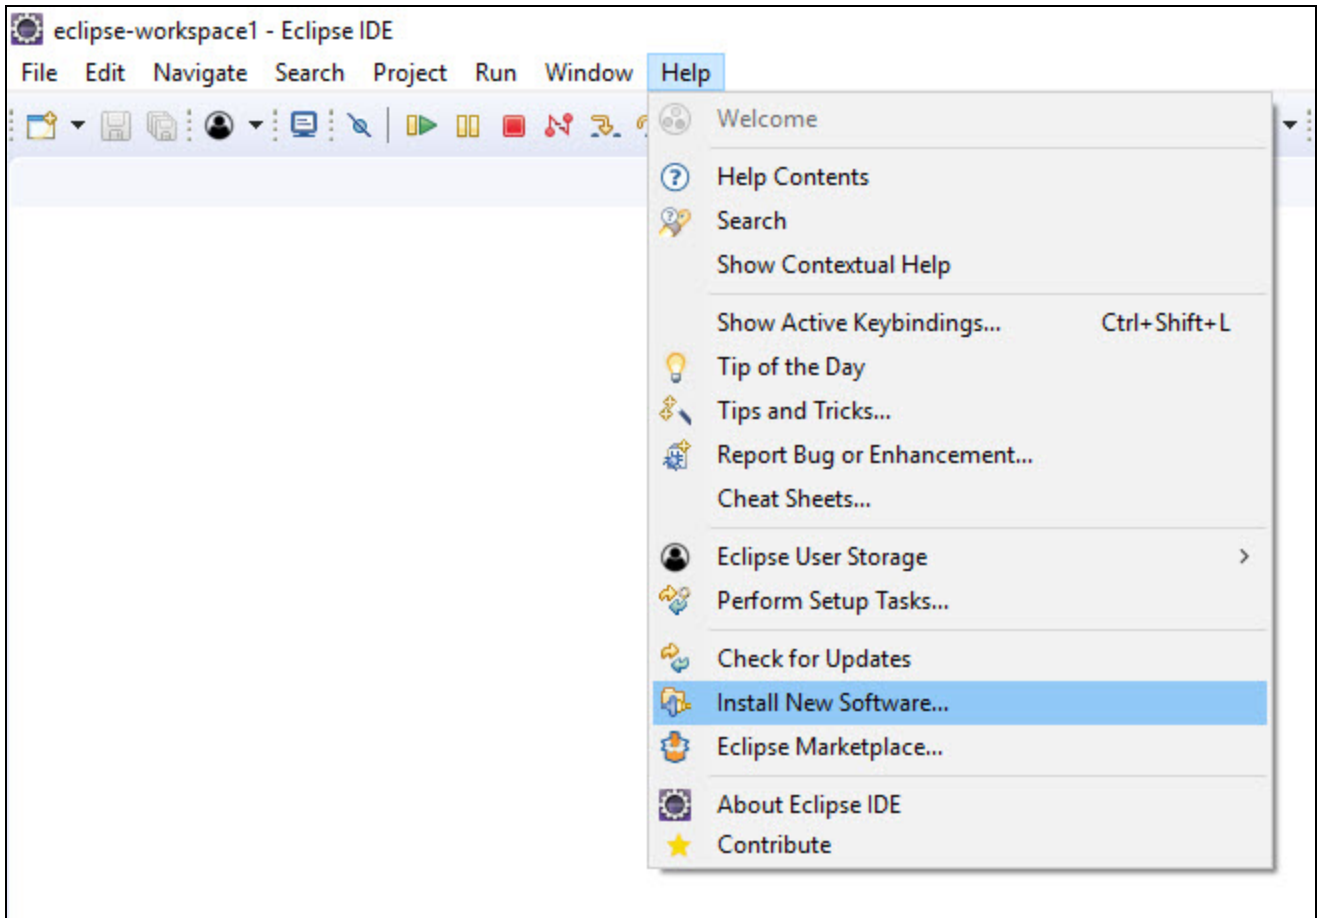 eclipse-workspace1 - Eclipse IDE
File Edit Navigate Search Project Run Window Help
Welcome
Help Contents
Search
Show Contextual Help
Show Active Keybindings... Ctrl+Shift+L
Tip of the Day
Tips and Tricks...
Report Bug or Enhancement...
Cheat Sheets...
Eclipse User Storage
Perform Setup Tasks...
Check for Updates
Install New Software...
Eclipse Marketplace...
About Eclipse IDE
Contribute